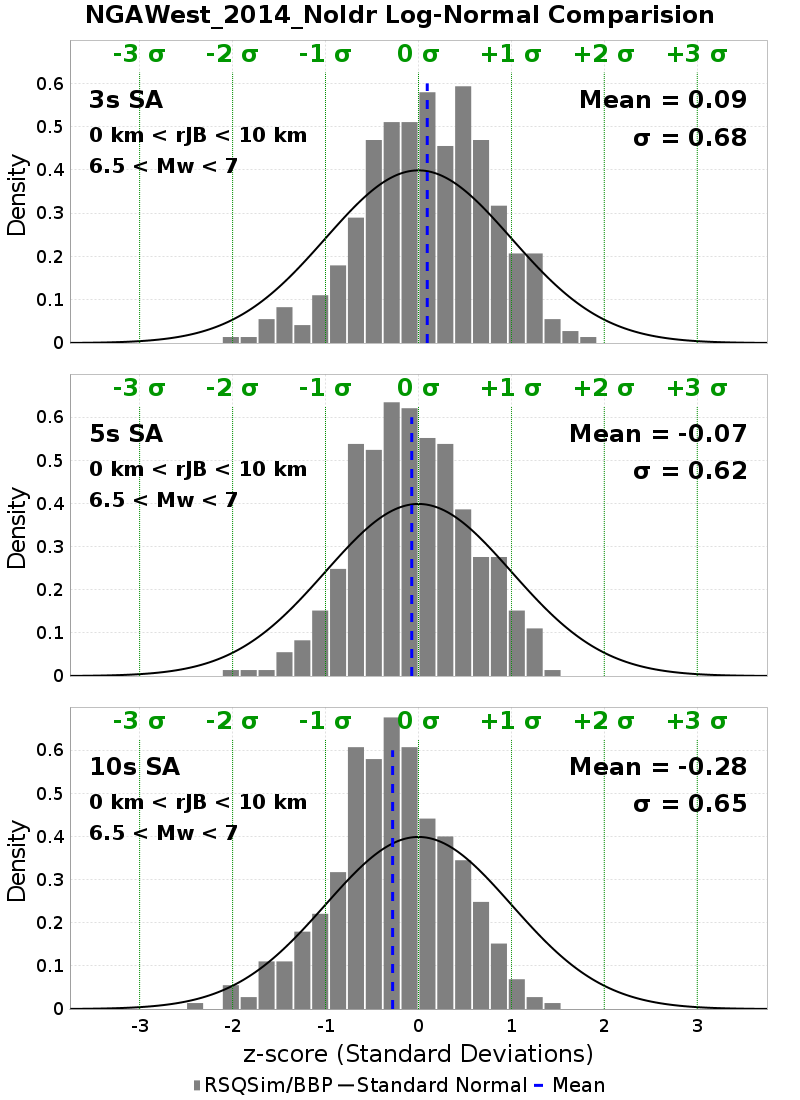 NGAWest_2014_NoIdr Log-Normal Comparision
-3 σ -2 σ -1 σ 0 σ +1 σ +2 σ +3 σ
3s SA
Mean = 0.09
0 km < rJB < 10 km
σ = 0.68
6.5 < Mw < 7
Density
0.6
0.5
0.4
0.3
0.2
0.1
0
-3 σ -2 σ -1 σ 0 σ +1 σ +2 σ +3 σ
5s SA
Mean = -0.07
0 km < rJB < 10 km
σ = 0.62
6.5 < Mw < 7
Density
0.6
0.5
0.4
0.3
0.2
0.1
0
-3 σ -2 σ -1 σ 0 σ +1 σ +2 σ +3 σ
10s SA
Mean = -0.28
0 km < rJB < 10 km
σ = 0.65
6.5 < Mw < 7
Density
0.6
0.5
0.4
0.3
0.2
0.1
0
-3 -2 -1 0 1 2 3
z-score (Standard Deviations)
RSQSim/BBP Standard Normal Mean